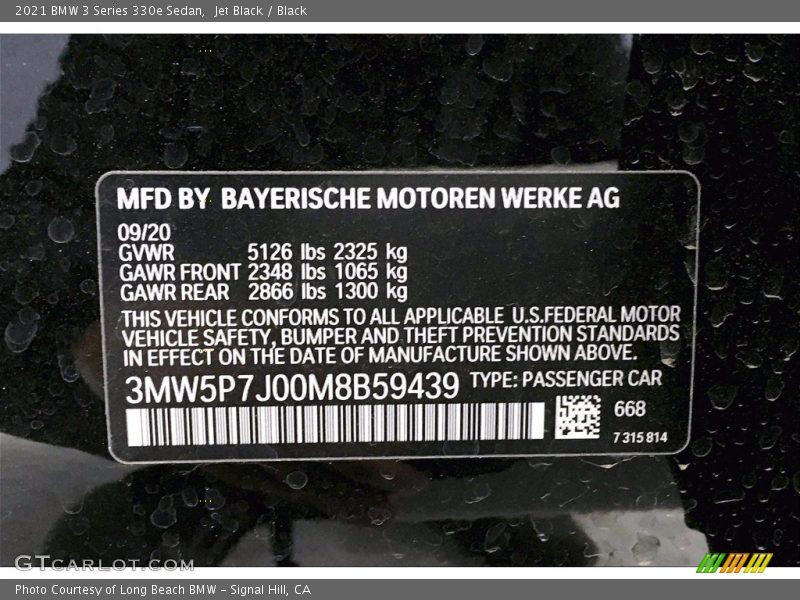 2021 BMW 3 Series 330e Sedan, Jet Black / Black
MFD BY BAYERISCHE MOTOREN WERKE AG
09/20
GVWR 5126 lbs 2325 kg
GAWR FRONT 2348 lbs 1065 kg
GAWR REAR 2866 lbs 1300 kg
THIS VEHICLE CONFORMS TO ALL APPLICABLE U.S.FEDERAL MOTOR
VEHICLE SAFETY, BUMPER AND THEFT PREVENTION STANDARDS
IN EFFECT ON THE DATE OF MANUFACTURE SHOWN ABOVE.
3MW5P7J00M8B59439 TYPE: PASSENGER CAR
668
7 315 814
GTCARLOT.COM
Photo Courtesy of Long Beach BMW - Signal Hill, CA